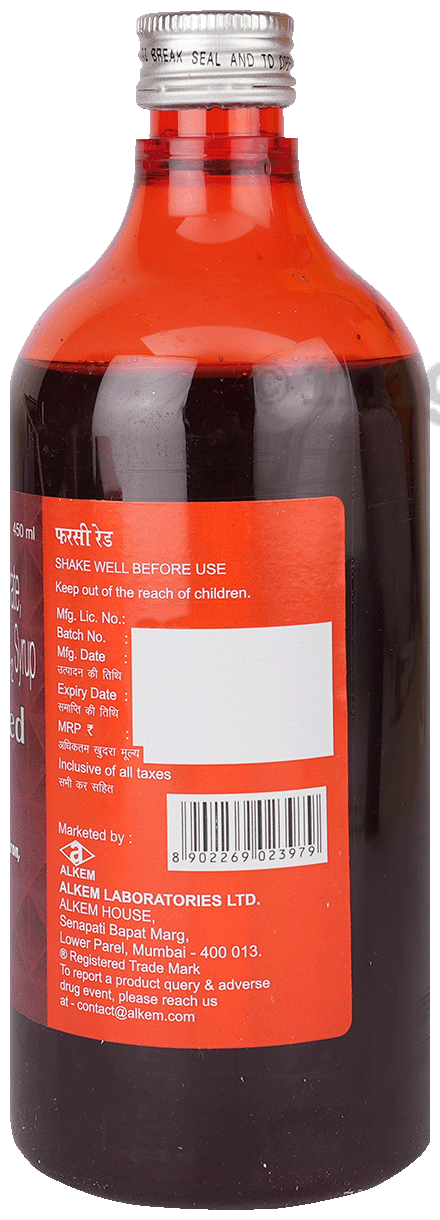 TO BREAK SEAL AND TO OPEN
450 ml
Syrup
फरसी रेड
SHAKE WELL BEFORE USE
Keep out of the reach of children.
Mfg. Lic. No.:
Batch No. :
Mfg. Date :
उत्पादन की तिथि
Expiry Date :
समाप्ति की तिथि
MRP ₹ :
अधिकतम खुदरा मूल्य
Inclusive of all taxes
सभी कर सहित
8 902269 023979
Marketed by :
a
ALKEM
ALKEM LABORATORIES LTD.
ALKEM HOUSE,
Senapati Bapat Marg,
Lower Parel, Mumbai - 400 013.
® Registered Trade Mark
To report a product query & adverse
drug event, please reach us
at - contact@alkem.com